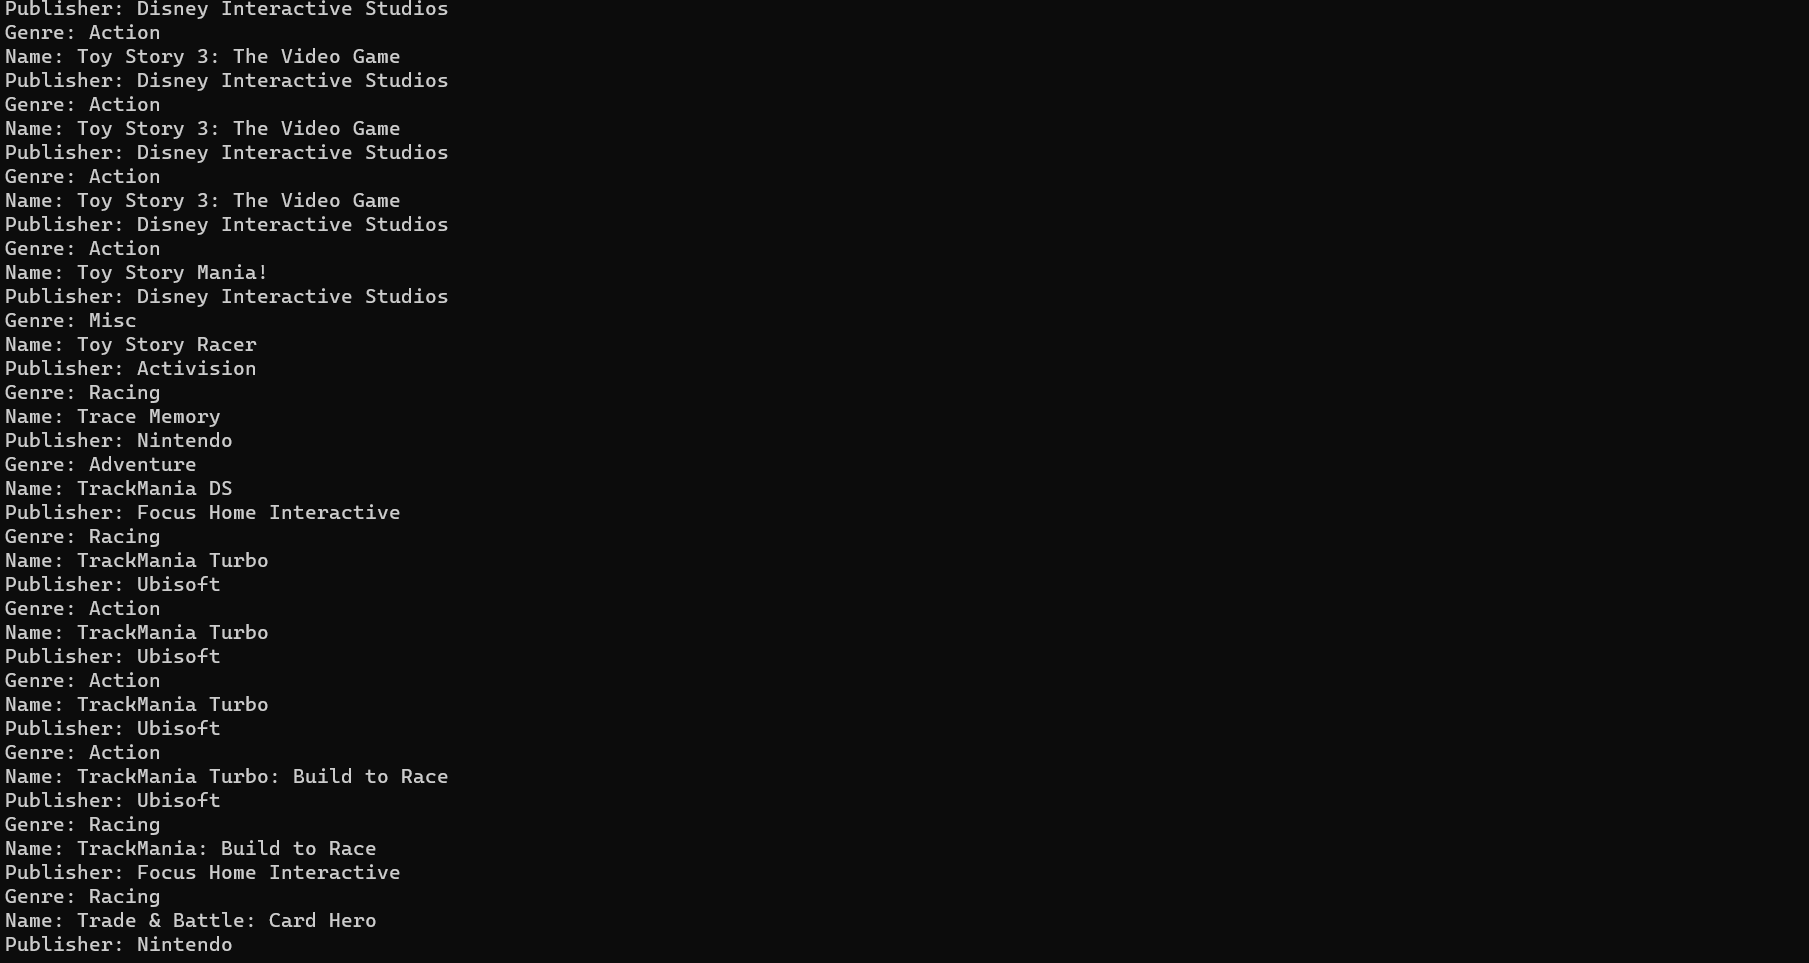 Publisher: Disney Interactive Studios
Genre: Action
Name: Toy Story 3: The Video Game
Publisher: Disney Interactive Studios
Genre: Action
Name: Toy Story 3: The Video Game
Publisher: Disney Interactive Studios
Genre: Action
Name: Toy Story 3: The Video Game
Publisher: Disney Interactive Studios
Genre: Action
Name: Toy Story Mania!
Publisher: Disney Interactive Studios
Genre: Misc
Name: Toy Story Racer
Publisher: Activision
Genre: Racing
Name: Trace Memory
Publisher: Nintendo
Genre: Adventure
Name: TrackMania DS
Publisher: Focus Home Interactive
Genre: Racing
Name: TrackMania Turbo
Publisher: Ubisoft
Genre: Action
Name: TrackMania Turbo
Publisher: Ubisoft
Genre: Action
Name: TrackMania Turbo
Publisher: Ubisoft
Genre: Action
Name: TrackMania Turbo: Build to Race
Publisher: Ubisoft
Genre: Racing
Name: TrackMania: Build to Race
Publisher: Focus Home Interactive
Genre: Racing
Name: Trade & Battle: Card Hero
Publisher: Nintendo